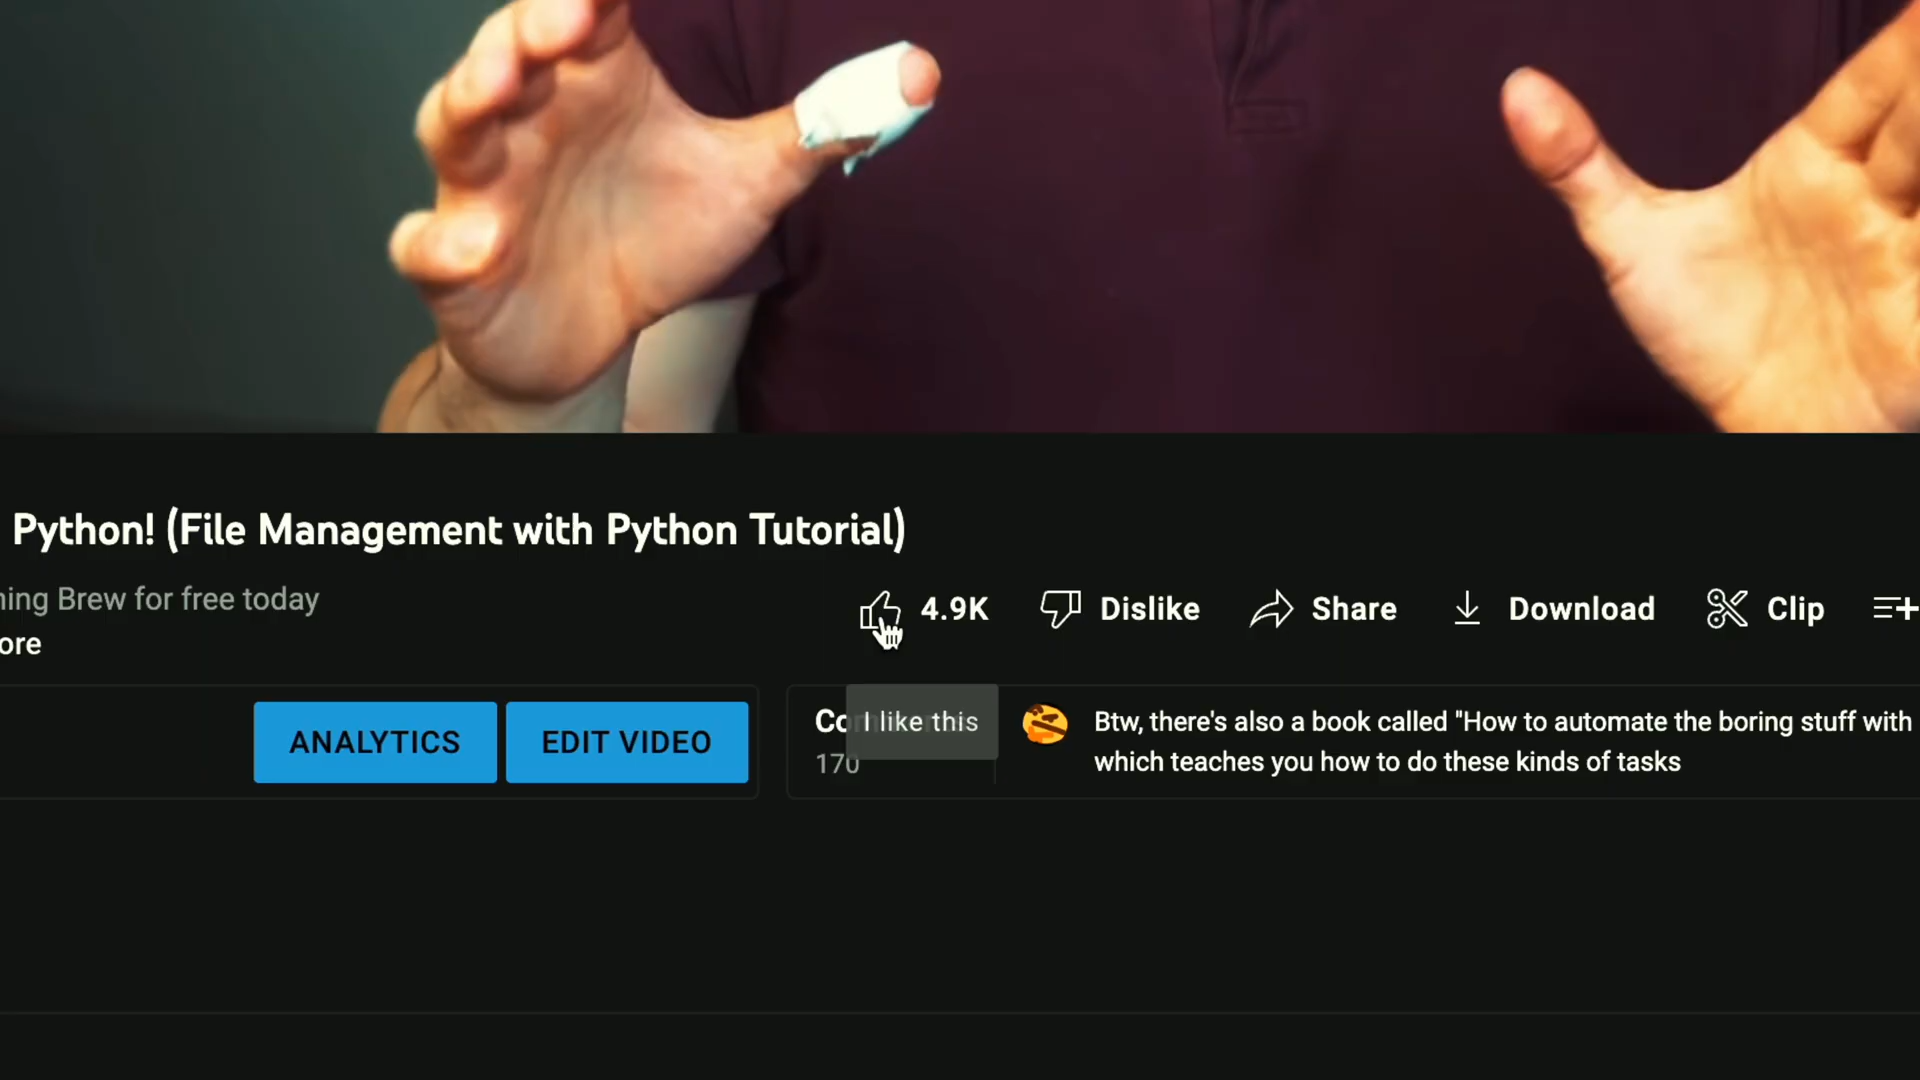 Python! (File Management with Python Tutorial)
ning Brew for free today
ore
4.9K Dislike Share Download Clip
ANALYTICS EDIT VIDEO
I like this
170
Btw, there's also a book called "How to automate the boring stuff with
which teaches you how to do these kinds of tasks